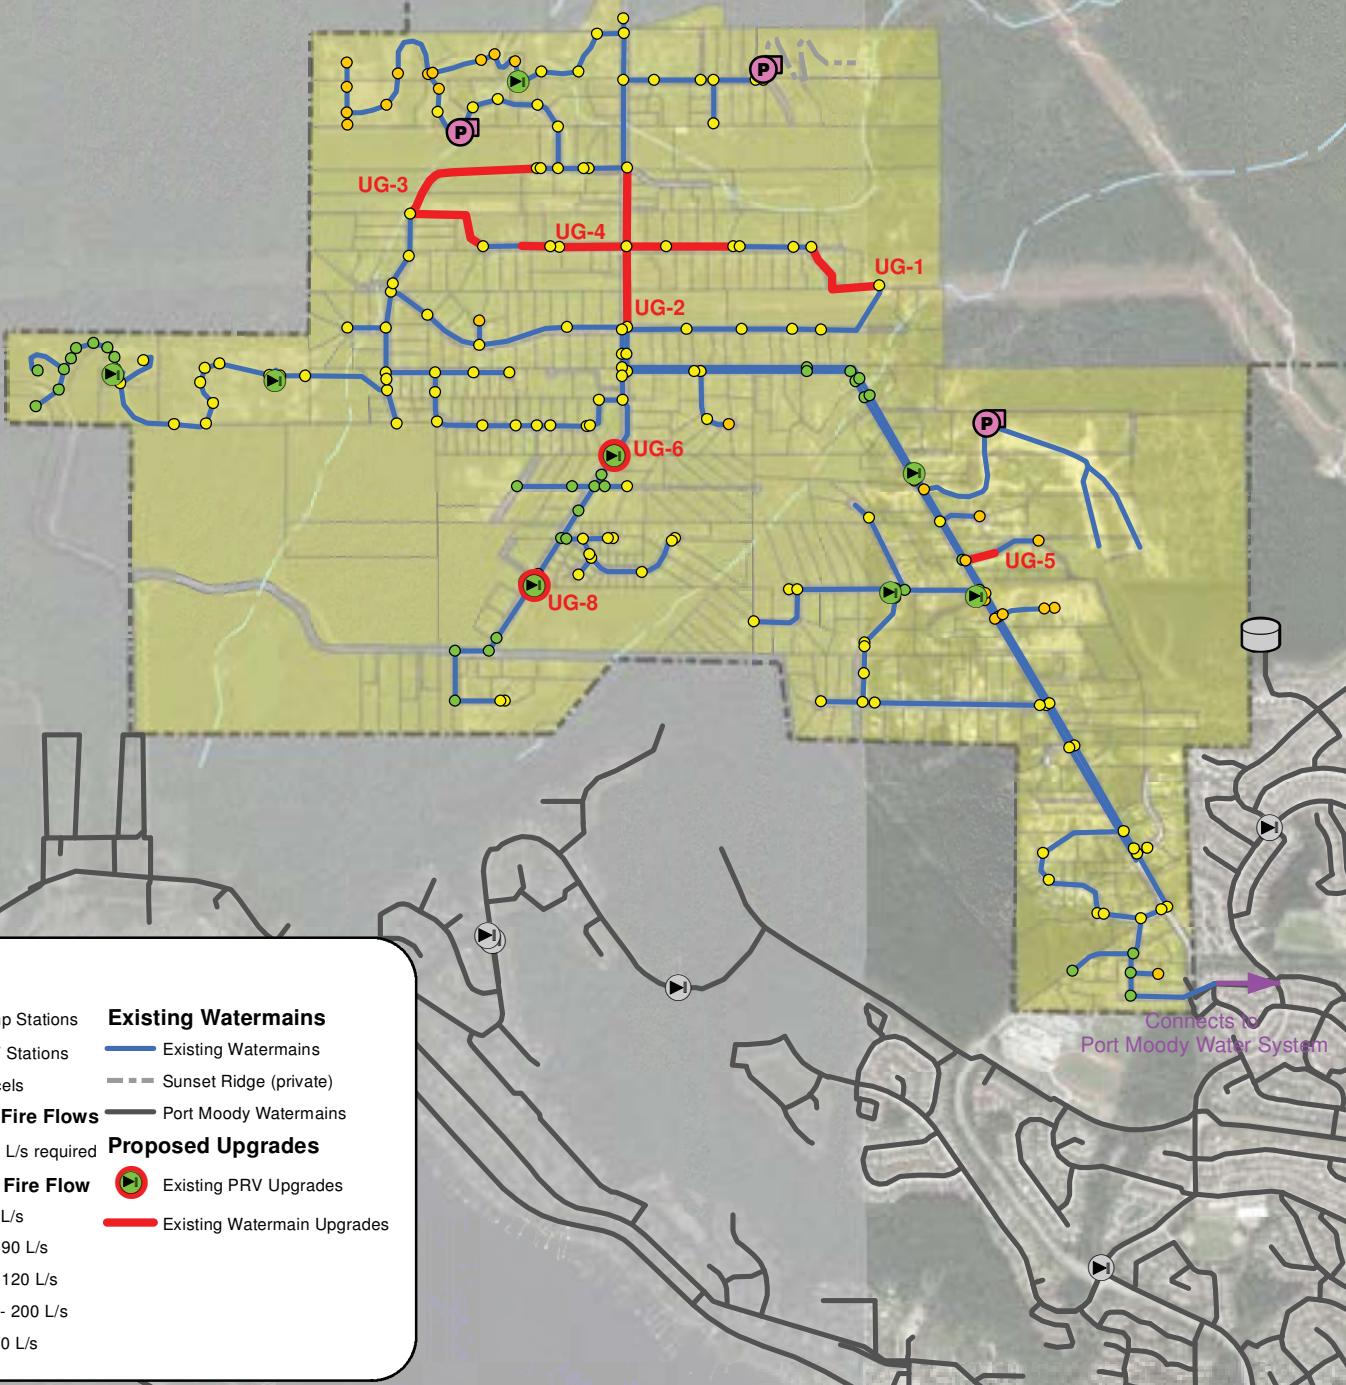 P
P
UG-3
UG-4
UG-1
UG-2
P
UG-6
UG-5
UG-8
Connects to
Port Moody Water System
p Stations
Existing Watermains
Stations
Existing Watermains
cels
Sunset Ridge (private)
Fire Flows
Port Moody Watermains
L/s required
Proposed Upgrades
Fire Flow
Existing PRV Upgrades
L/s
Existing Watermain Upgrades
90 L/s
120 L/s
- 200 L/s
0 L/s